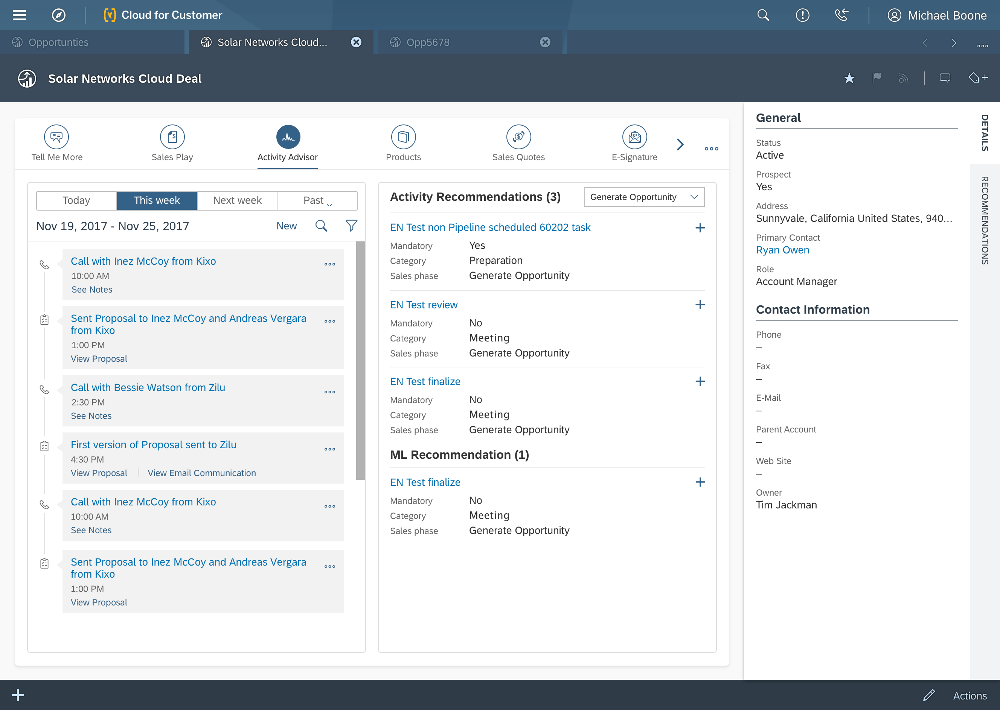 Cloud for Customer
Michael Boone
Opportunties
Solar Networks Cloud...
Opp5678
Solar Networks Cloud Deal
Tell Me More
Sales Play
Activity Advisor
Products
Sales Quotes
E-Signature
Today
This week
Next week
Past
Nov 19, 2017 - Nov 25, 2017
New
Call with Inez McCoy from Kixo
10:00 AM
See Notes
Sent Proposal to Inez McCoy and Andreas Vergara
from Kixo
1:00 PM
View Proposal
Call with Bessie Watson from Zilu
2:30 PM
See Notes
First version of Proposal sent to Zilu
4:30 PM
View Proposal
View Email Communication
Call with Inez McCoy from Kixo
10:00 AM
See Notes
Sent Proposal to Inez McCoy and Andreas Vergara
from Kixo
1:00 PM
View Proposal
Activity Recommendations (3)
Generate Opportunity
EN Test non Pipeline scheduled 60202 task
Mandatory Yes
Category Preparation
Sales phase Generate Opportunity
EN Test review
Mandatory No
Category Meeting
Sales phase Generate Opportunity
EN Test finalize
Mandatory No
Category Meeting
Sales phase Generate Opportunity
ML Recommendation (1)
EN Test finalize
Mandatory No
Category Meeting
Sales phase Generate Opportunity
General
Status
Active
Prospect
Yes
Address
Sunnyvale, California United States, 940...
Primary Contact
Ryan Owen
Role
Account Manager
Contact Information
Phone
–
Fax
–
E-Mail
–
Parent Account
–
Web Site
–
Owner
Tim Jackman
DETAILS
RECOMMENDATIONS
Actions